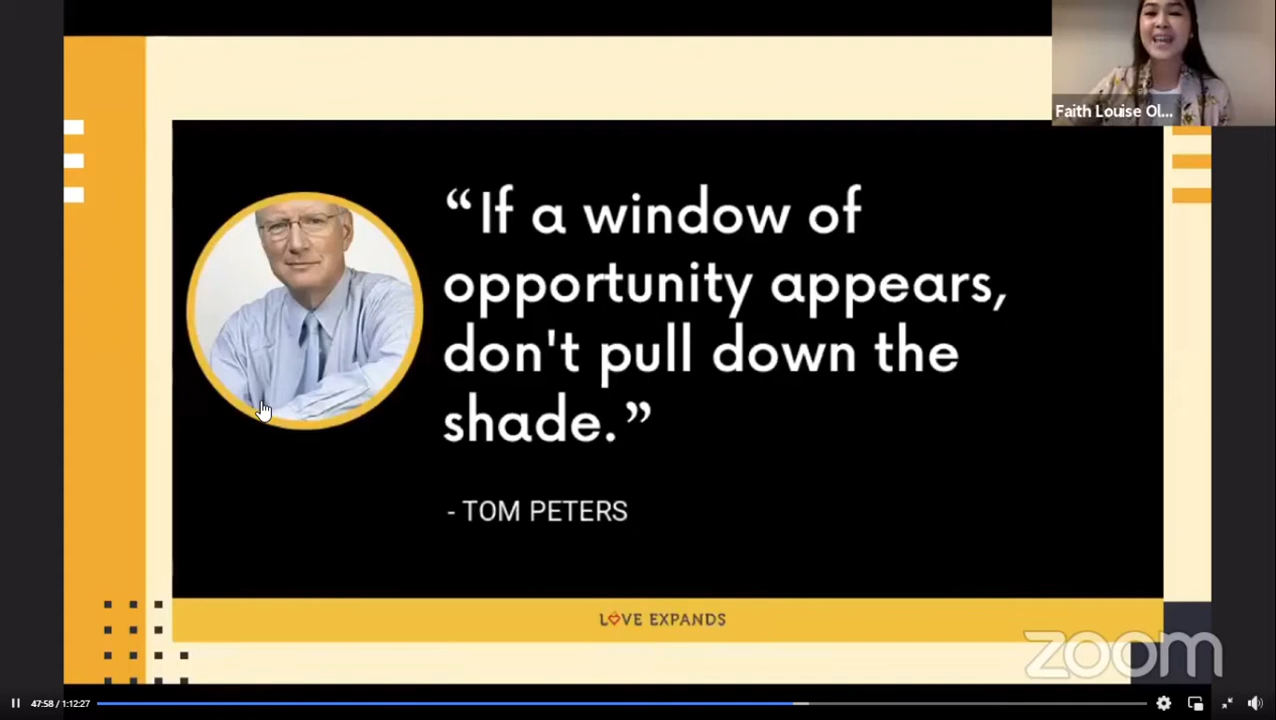 Faith Louise Ol...
“If a window of
opportunity appears,
don't pull down the
shade.”
- TOM PETERS
LOVE EXPANDS
zoom
47:58 / 1:12:27